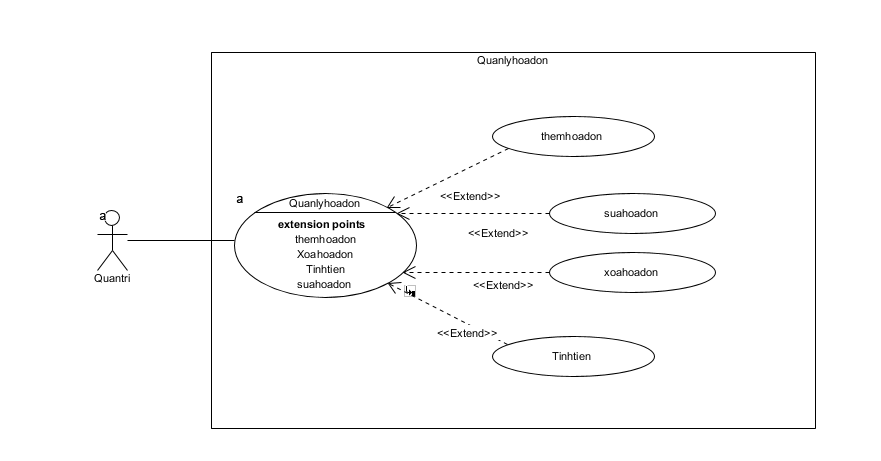 Quanlyhoadon
themhoadon
a
Quanlyhoadon
<<Extend>>
suahoadon
a
extension points
themhoadon
Xoahoadon
Tinhtien
suahoadon
<<Extend>>
xoahoadon
Quantri
<<Extend>>
<<Extend>>
Tinhtien